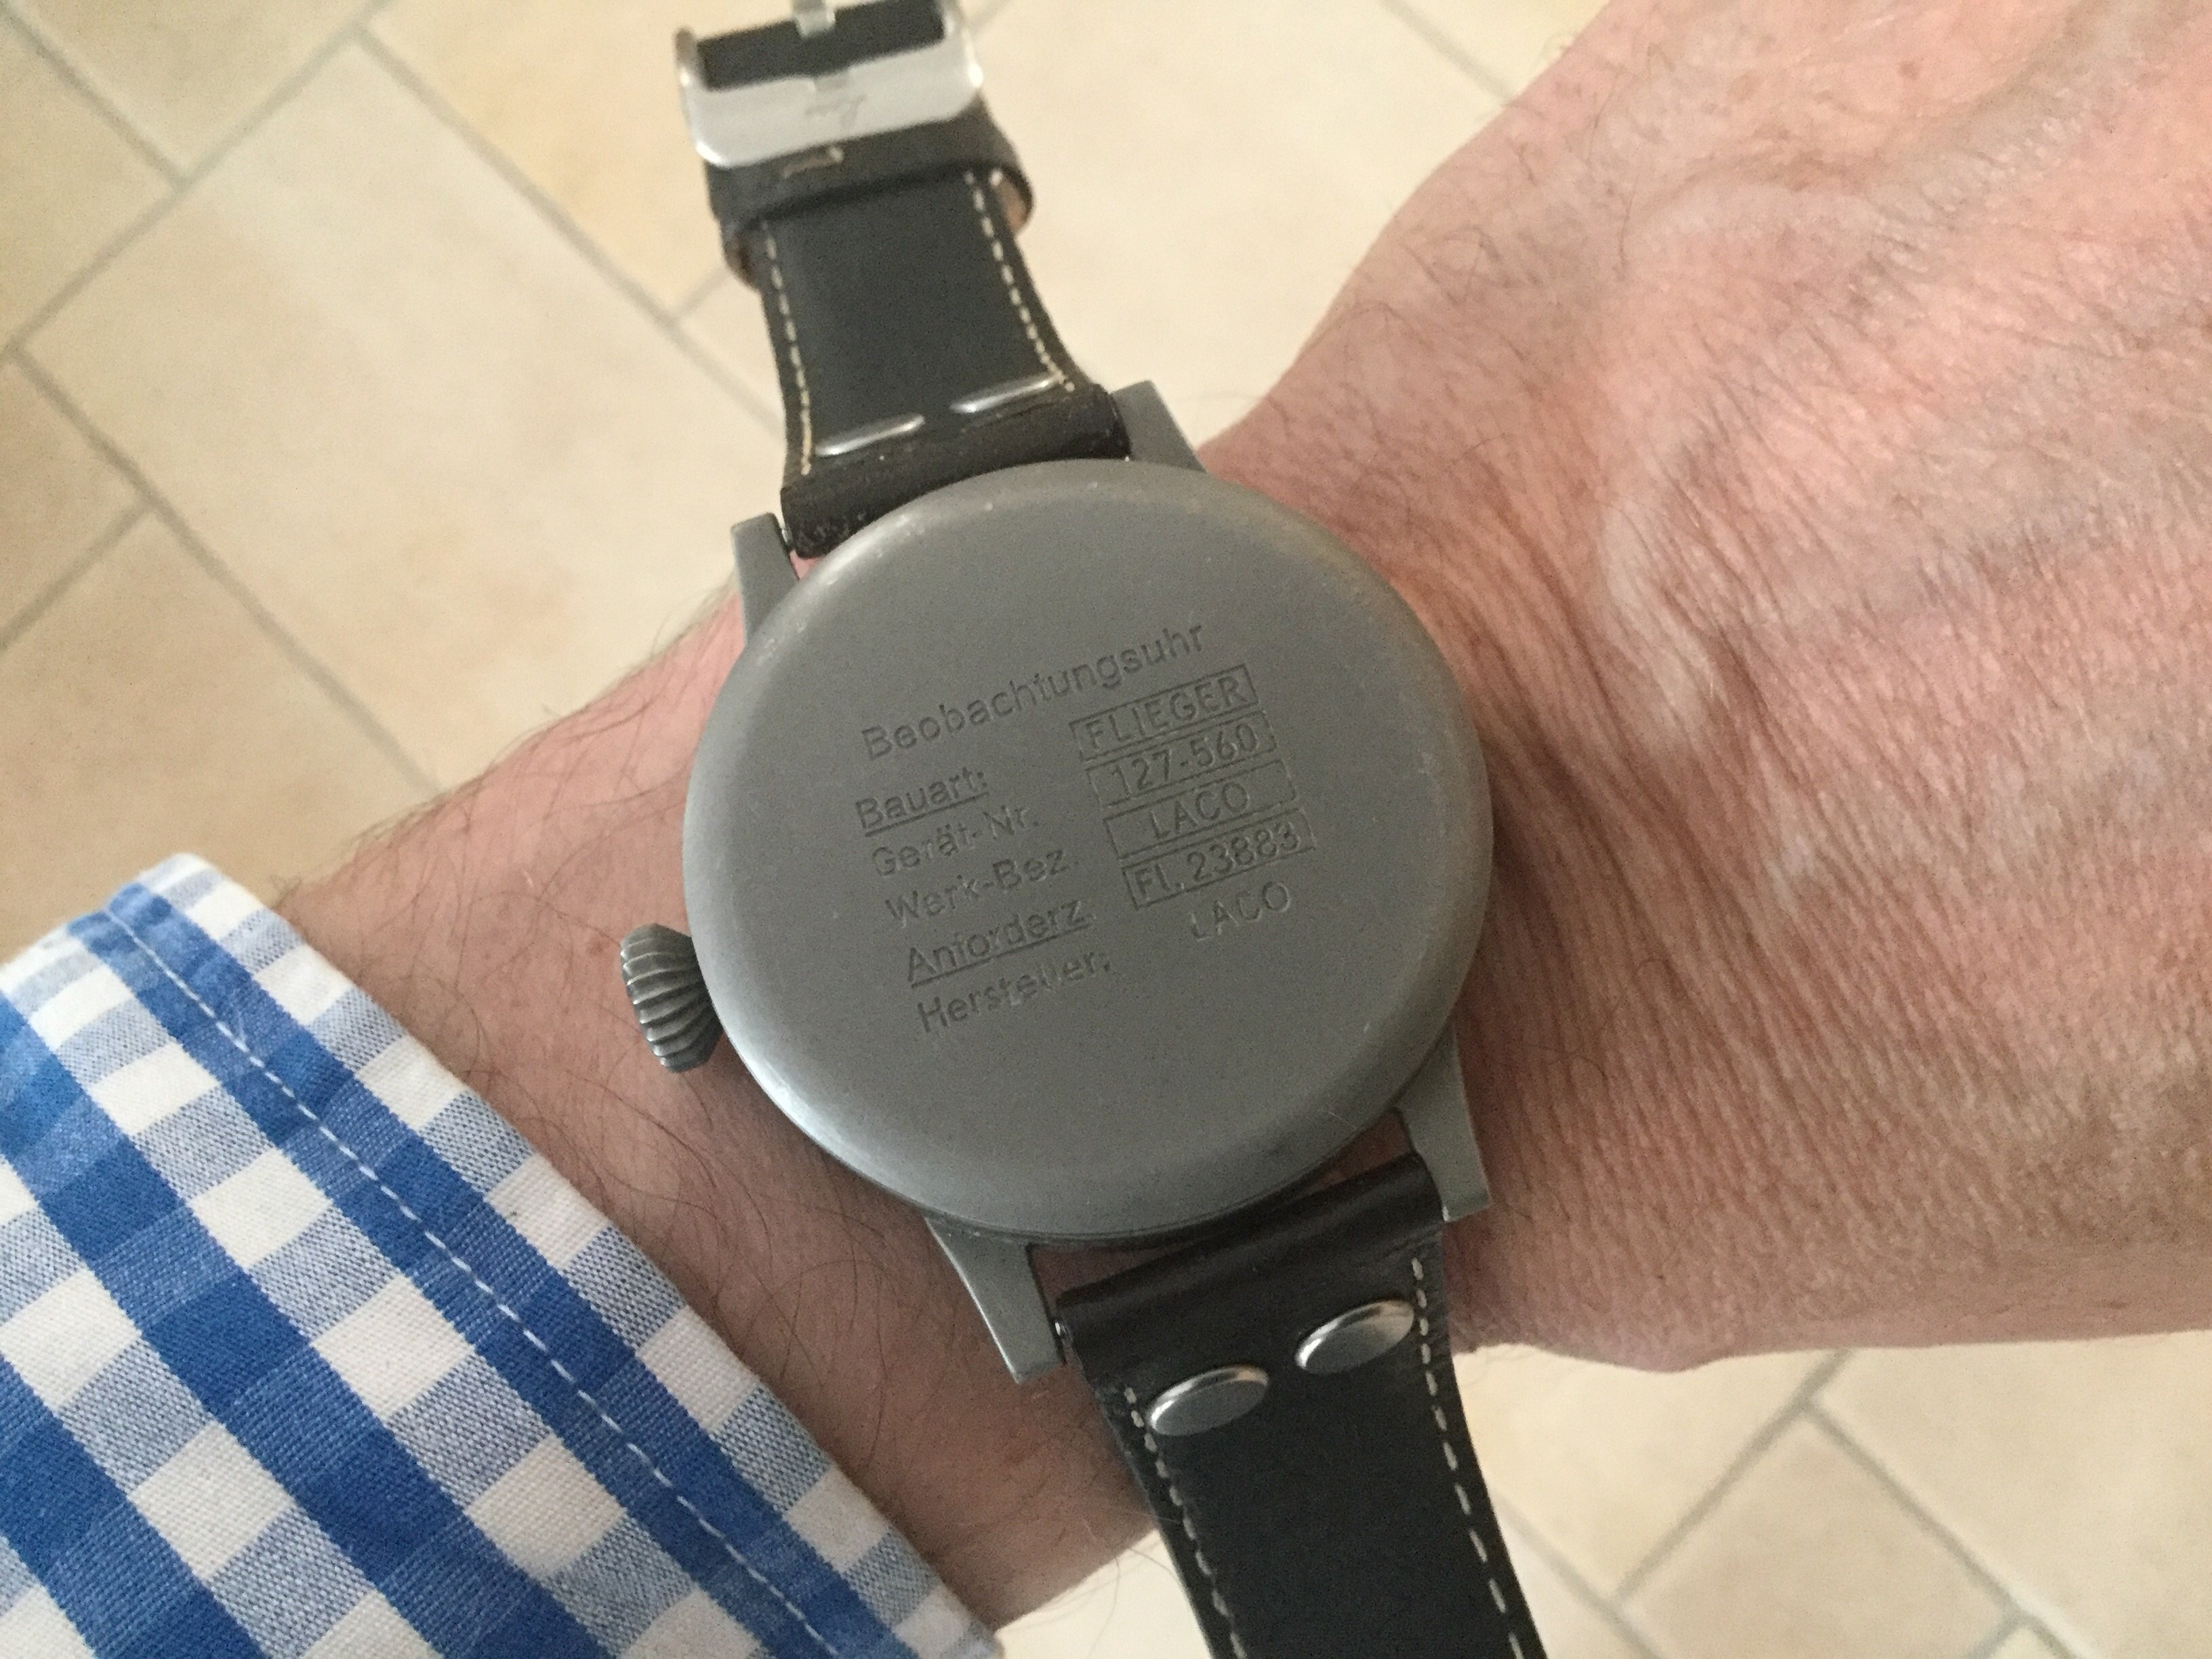 Beobachtungsuhr
Bauart: FLIEGER
Gerät-Nr. 127-560
Werk-Bez. LACO
Anforderz. Fl. 23883
Hersteller: LACO